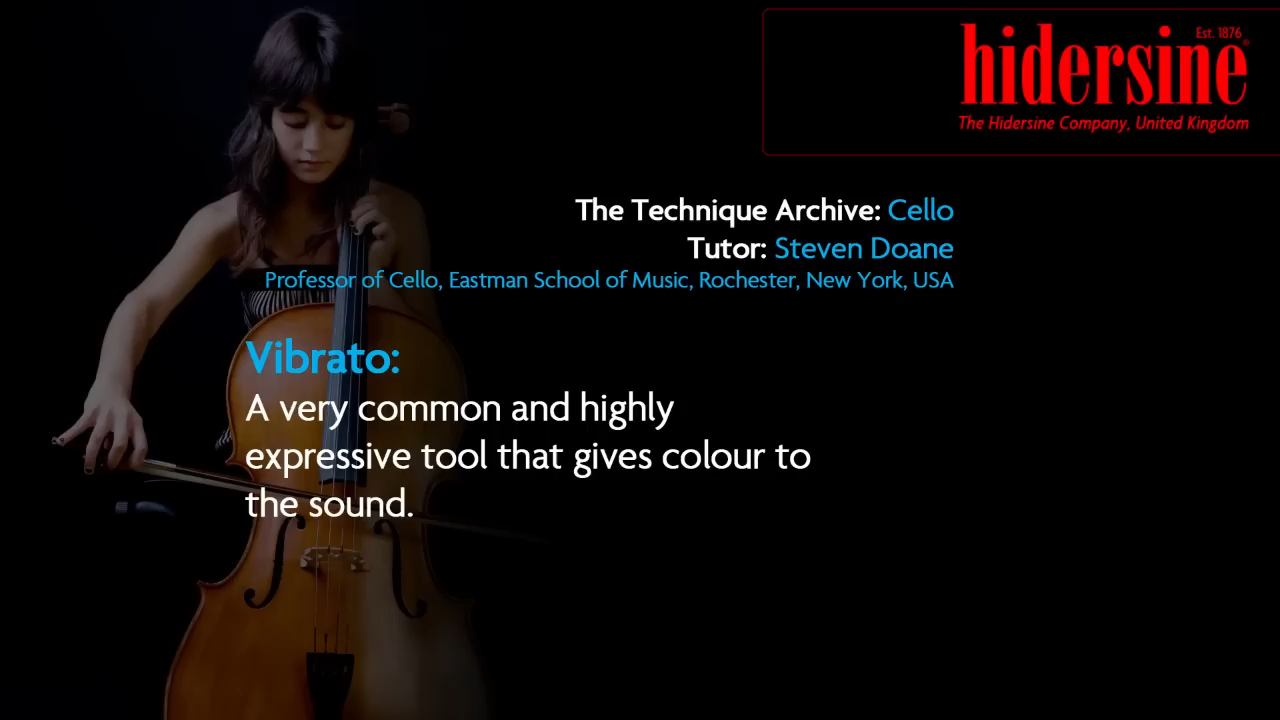 Est. 1876
hidersine®
The Hidersine Company, United Kingdom
The Technique Archive: Cello
Tutor: Steven Doane
Professor of Cello, Eastman School of Music, Rochester, New York, USA
Vibrato:
A very common and highly
expressive tool that gives colour to
the sound.